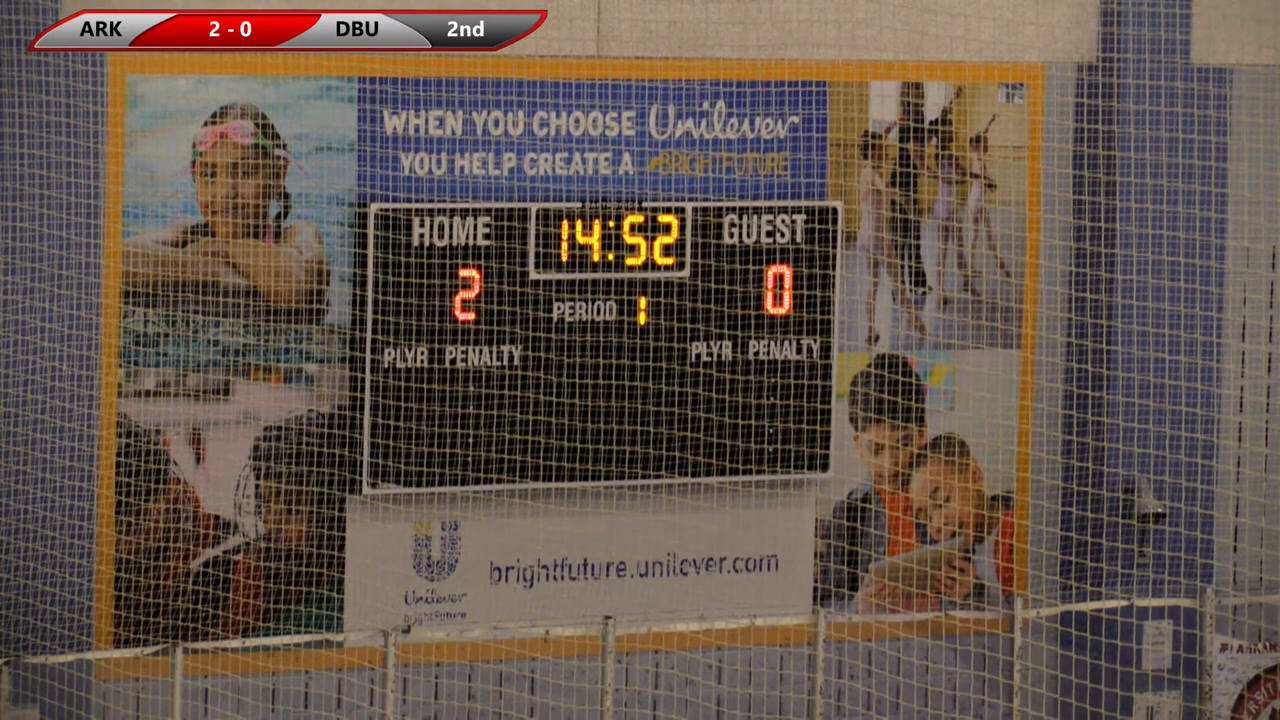 ARK 2 - 0 DBU 2nd
WHEN YOU CHOOSE Unilever
YOU HELP CREATE A #BRIGHTFUTURE
HOME 14:52 GUEST
2 PERIOD 1 0
PLYR PENALTY PLYR PENALTY
brightfuture.unilever.com
Unilever
brightFuture